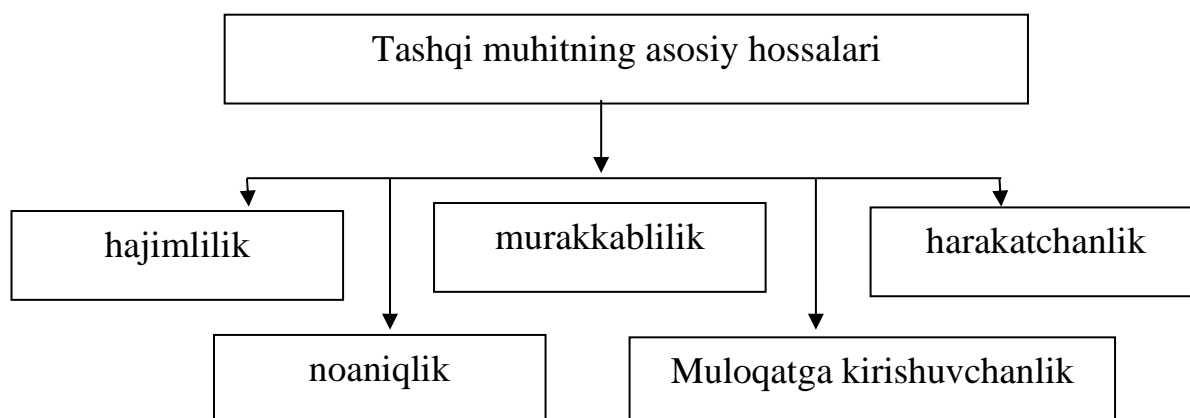 Tashqi muhitning asosiy hossalari
hajimlilik
murakkablilik
harakatchanlik
noaniqlik
Muloqatga kirishuvchanlik